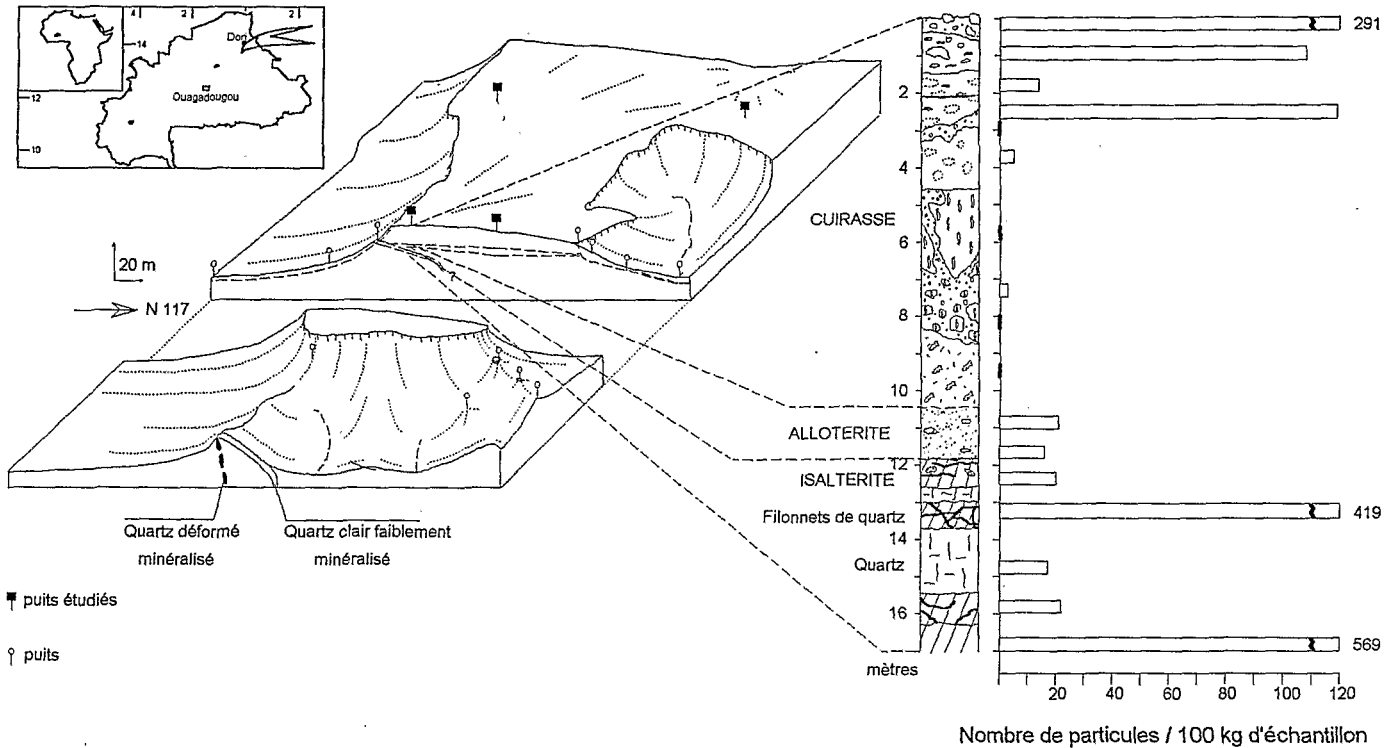 4 2 2
14
Dori
Ouagadougou
12
10
20 m
N 117
Quartz déformé
minéralisé
Quartz clair faiblement
minéralisé
puits étudiés
puits
CUIRASSE
ALLOTERITE
ISALTERITE
Filonnets de quartz
Quartz
mètres
2
4
6
8
10
12
14
16
291
419
569
20 40 60 80 100 120
Nombre de particules / 100 kg d'échantillon